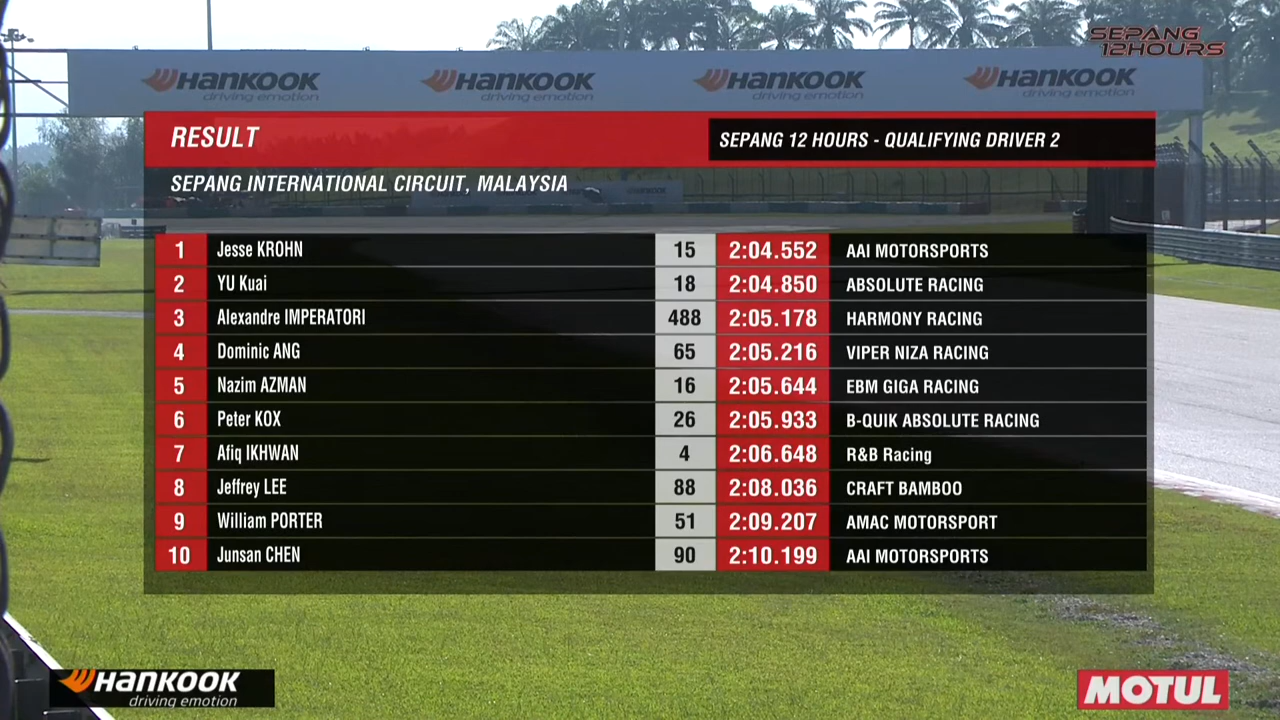 SEPANG
12HOURS
HANKOOK HANKOOK HANKOOK HANKOOK
driving emotion driving emotion driving emotion driving emotion
RESULT SEPANG 12 HOURS - QUALIFYING DRIVER 2
SEPANG INTERNATIONAL CIRCUIT, MALAYSIA
HANKOOK
1 Jesse KROHN 15 2:04.552 AAI MOTORSPORTS
2 YU Kuai 18 2:04.850 ABSOLUTE RACING
3 Alexandre IMPERATORI 488 2:05.178 HARMONY RACING
4 Dominic ANG 65 2:05.216 VIPER NIZA RACING
5 Nazim AZMAN 16 2:05.644 EBM GIGA RACING
6 Peter KOX 26 2:05.933 B-QUIK ABSOLUTE RACING
7 Afiq IKHWAN 4 2:06.648 R&B Racing
8 Jeffrey LEE 88 2:08.036 CRAFT BAMBOO
9 William PORTER 51 2:09.207 AMAC MOTORSPORT
10 Junsan CHEN 90 2:10.199 AAI MOTORSPORTS
HANKOOK MOTUL
driving emotion